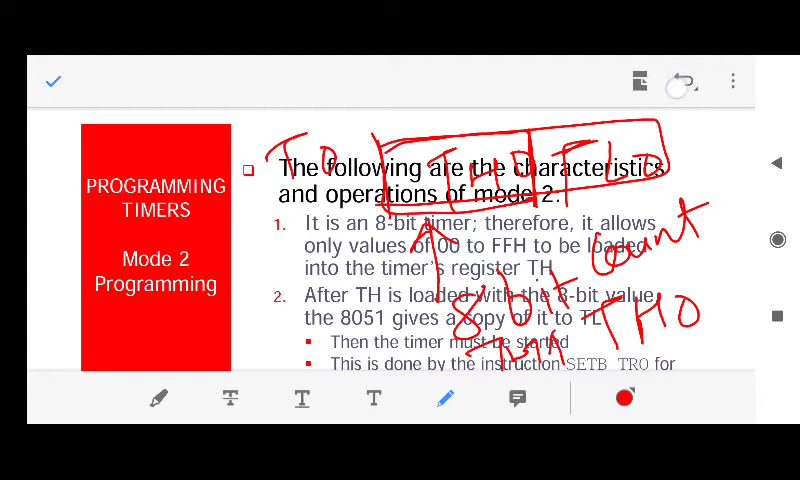 PROGRAMMING
TIMERS
Mode 2
Programming
T0
TH0 TL0
The following are the characteristics
and operations of mode 2:
1. It is an 8-bit timer; therefore, it allows
only values of 00 to FFH to be loaded
into the timer's register TH
8 bit count
TH0
2. After TH is loaded with the 8-bit value,
the 8051 gives a copy of it to TL
Then the timer must be started
This is done by the instruction SETB TR0 for